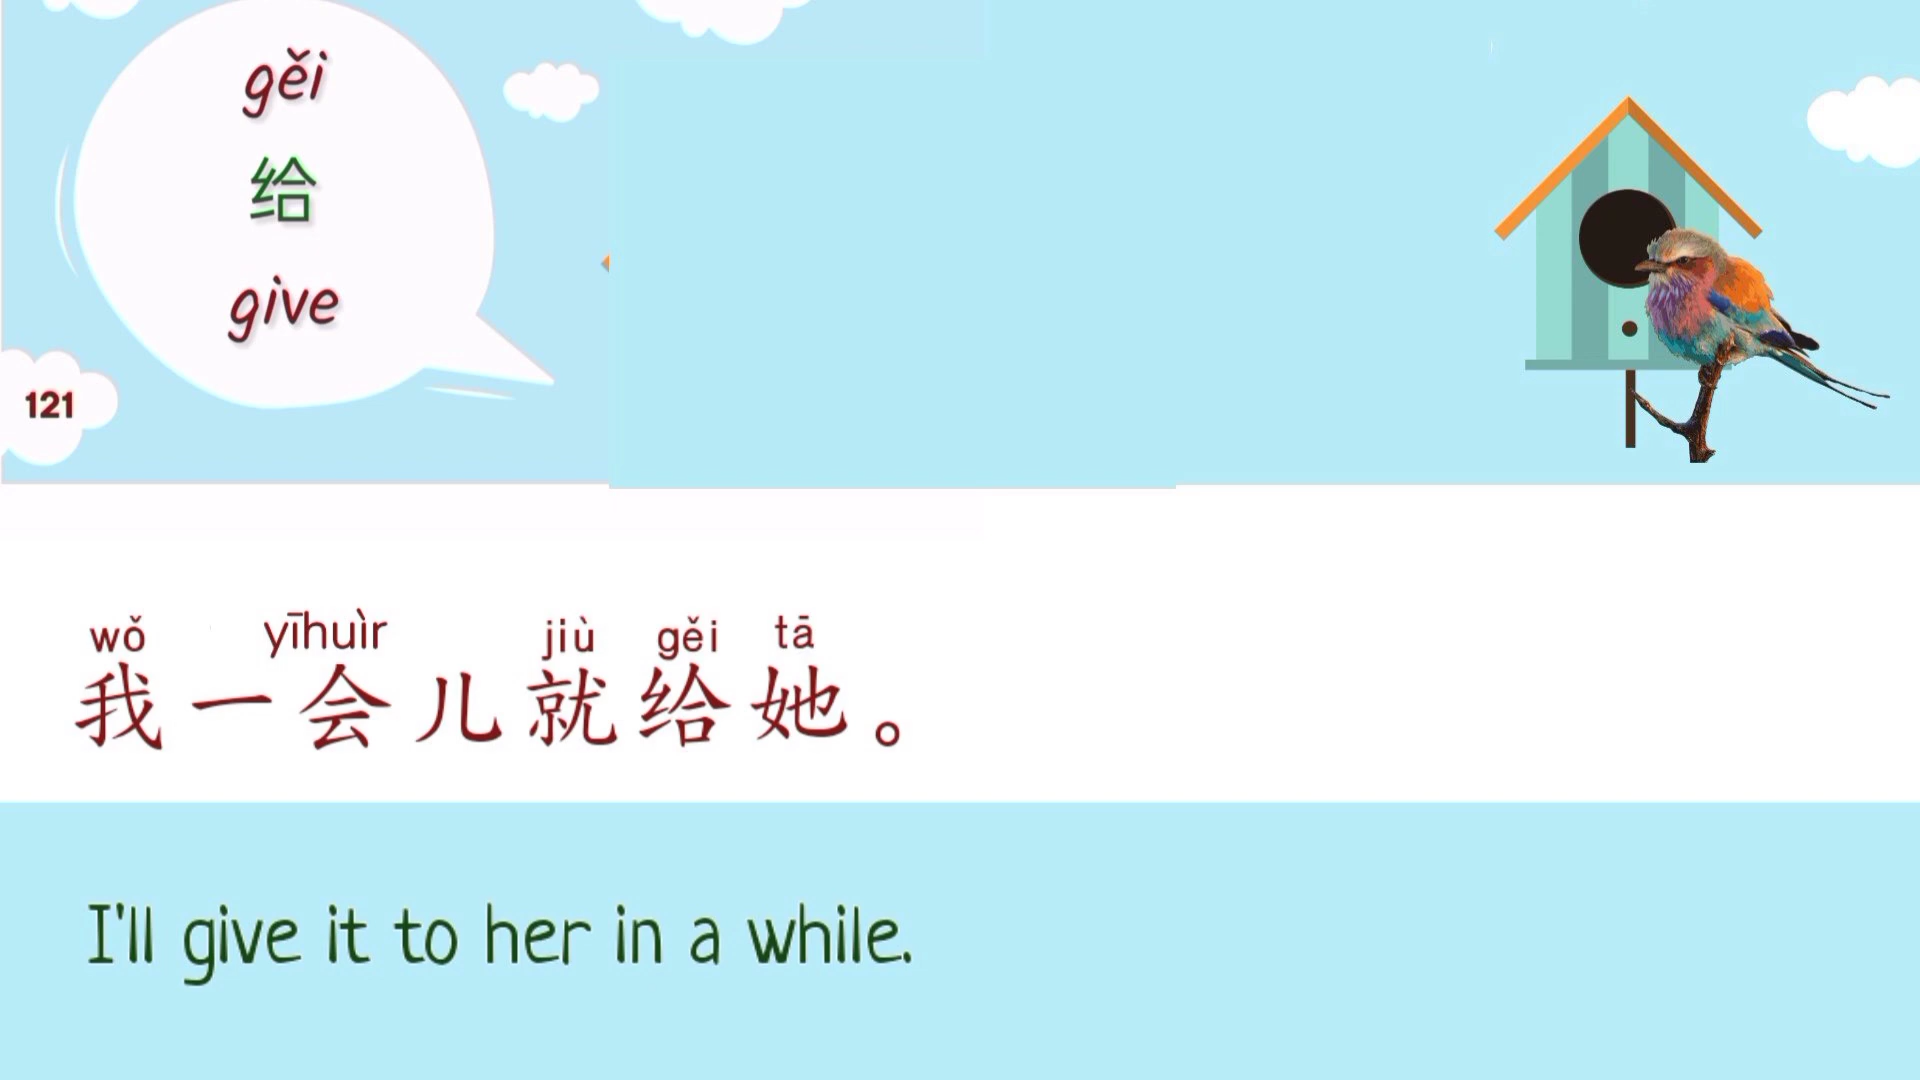 gěi
给
give
121
wǒ yīhuìr jiù gěi tā
我一会儿就给她。
I'll give it to her in a while.